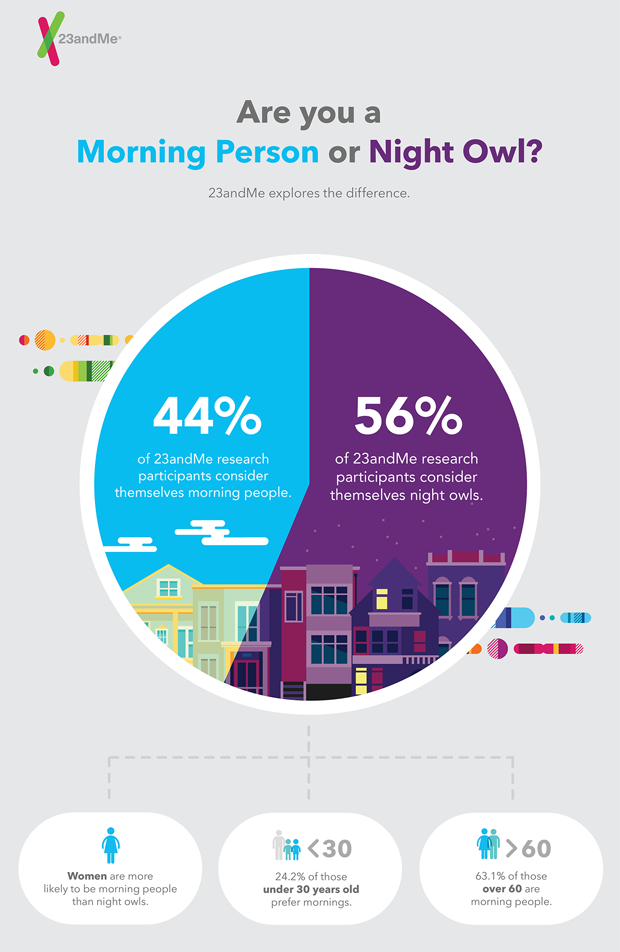 23andMe®
Are you a
Morning Person or Night Owl?
23andMe explores the difference.
44%
of 23andMe research
participants consider
themselves morning people.
56%
of 23andMe research
participants consider
themselves night owls.
Women are more
likely to be morning people
than night owls.
<30
24.2% of those
under 30 years old
prefer mornings.
>60
63.1% of those
over 60 are
morning people.